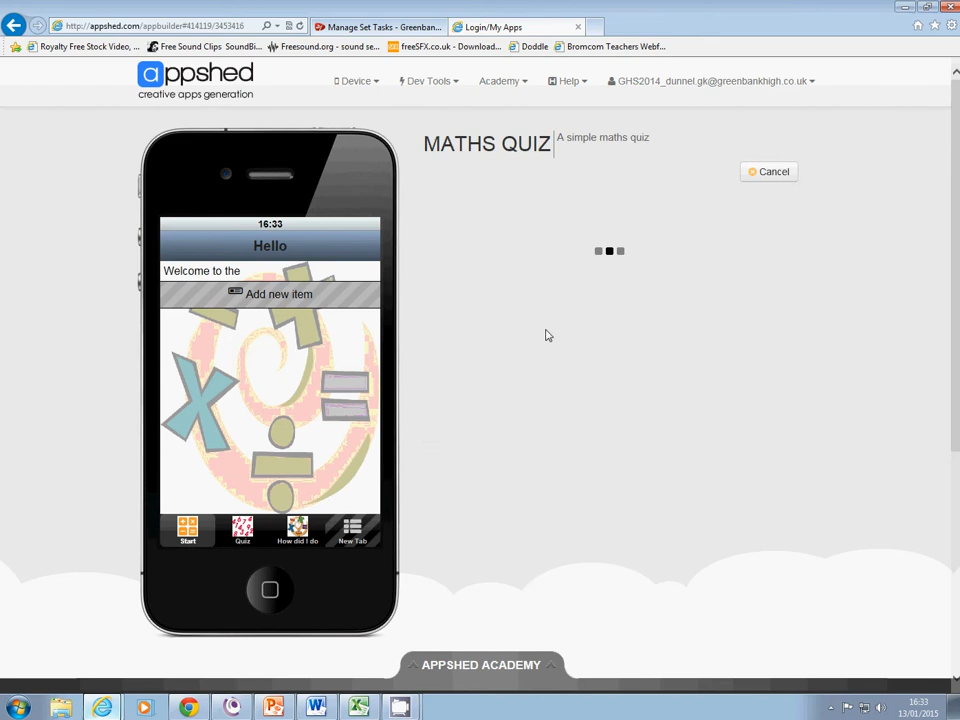 http://appshed.com/appbuilder#414119/3453416
Manage Set Tasks - Greenban...
Login/My Apps
Royalty Free Stock Video, ...
Free Sound Clips SoundBi...
Freesound.org - sound se...
freeSFX.co.uk - Download...
Doddle
Bromcom Teachers Webf...
appshed
creative apps generation
Device
Dev Tools
Academy
Help
GHS2014_dunnel.gk@greenbankhigh.co.uk
MATHS QUIZ
A simple maths quiz
Cancel
16:33
Hello
Welcome to the
Add new item
Start
Quiz
How did I do
New Tab
APPSHED ACADEMY
16:33
13/01/2015